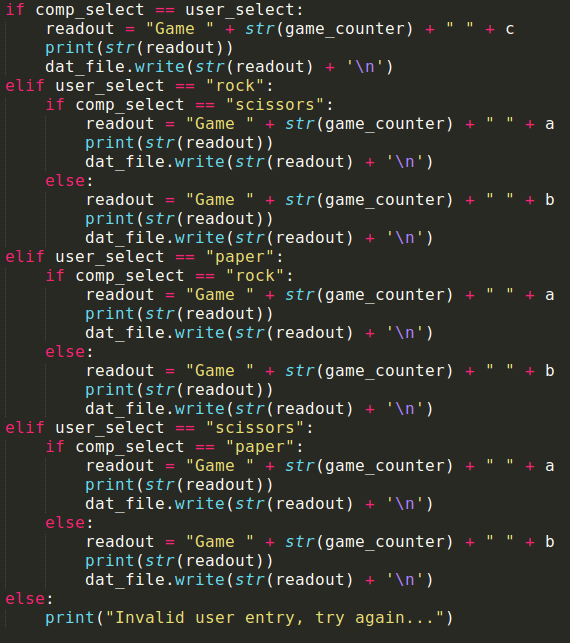 if comp_select == user_select:
    readout = "Game " + str(game_counter) + " " + c
    print(str(readout))
    dat_file.write(str(readout) + '\n')
elif user_select == "rock":
    if comp_select == "scissors":
        readout = "Game " + str(game_counter) + " " + a
        print(str(readout))
        dat_file.write(str(readout) + '\n')
    else:
        readout = "Game " + str(game_counter) + " " + b
        print(str(readout))
        dat_file.write(str(readout) + '\n')
elif user_select == "paper":
    if comp_select == "rock":
        readout = "Game " + str(game_counter) + " " + a
        print(str(readout))
        dat_file.write(str(readout) + '\n')
    else:
        readout = "Game " + str(game_counter) + " " + b
        print(str(readout))
        dat_file.write(str(readout) + '\n')
elif user_select == "scissors":
    if comp_select == "paper":
        readout = "Game " + str(game_counter) + " " + a
        print(str(readout))
        dat_file.write(str(readout) + '\n')
    else:
        readout = "Game " + str(game_counter) + " " + b
        print(str(readout))
        dat_file.write(str(readout) + '\n')
else:
    print("Invalid user entry, try again...")